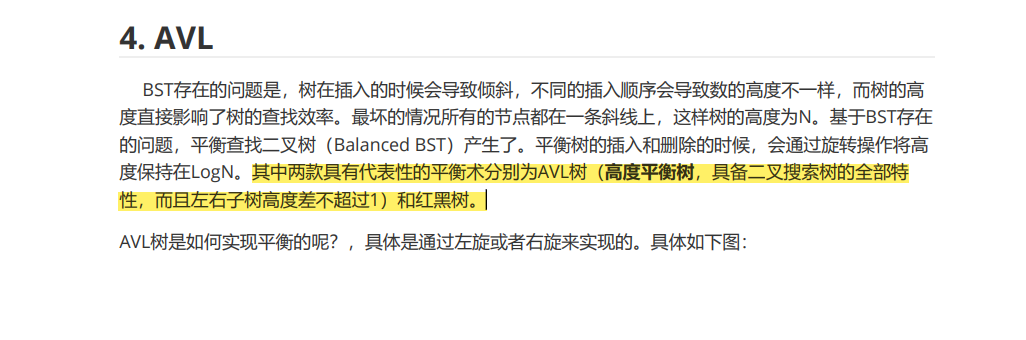 4. AVL
BST存在的问题是，树在插入的时候会导致倾斜，不同的插入顺序会导致数的高度不一样，而树的高
度直接影响了树的查找效率。最坏的情况所有的节点都在一条斜线上，这样树的高度为N。基于BST存在
的问题，平衡查找二叉树（Balanced BST）产生了。平衡树的插入和删除的时候，会通过旋转操作将高
度保持在LogN。其中两款具有代表性的平衡术分别为AVL树（高度平衡树，具备二叉搜索树的全部特
性，而且左右子树高度差不超过1）和红黑树。
AVL树是如何实现平衡的呢？，具体是通过左旋或者右旋来实现的。具体如下图：